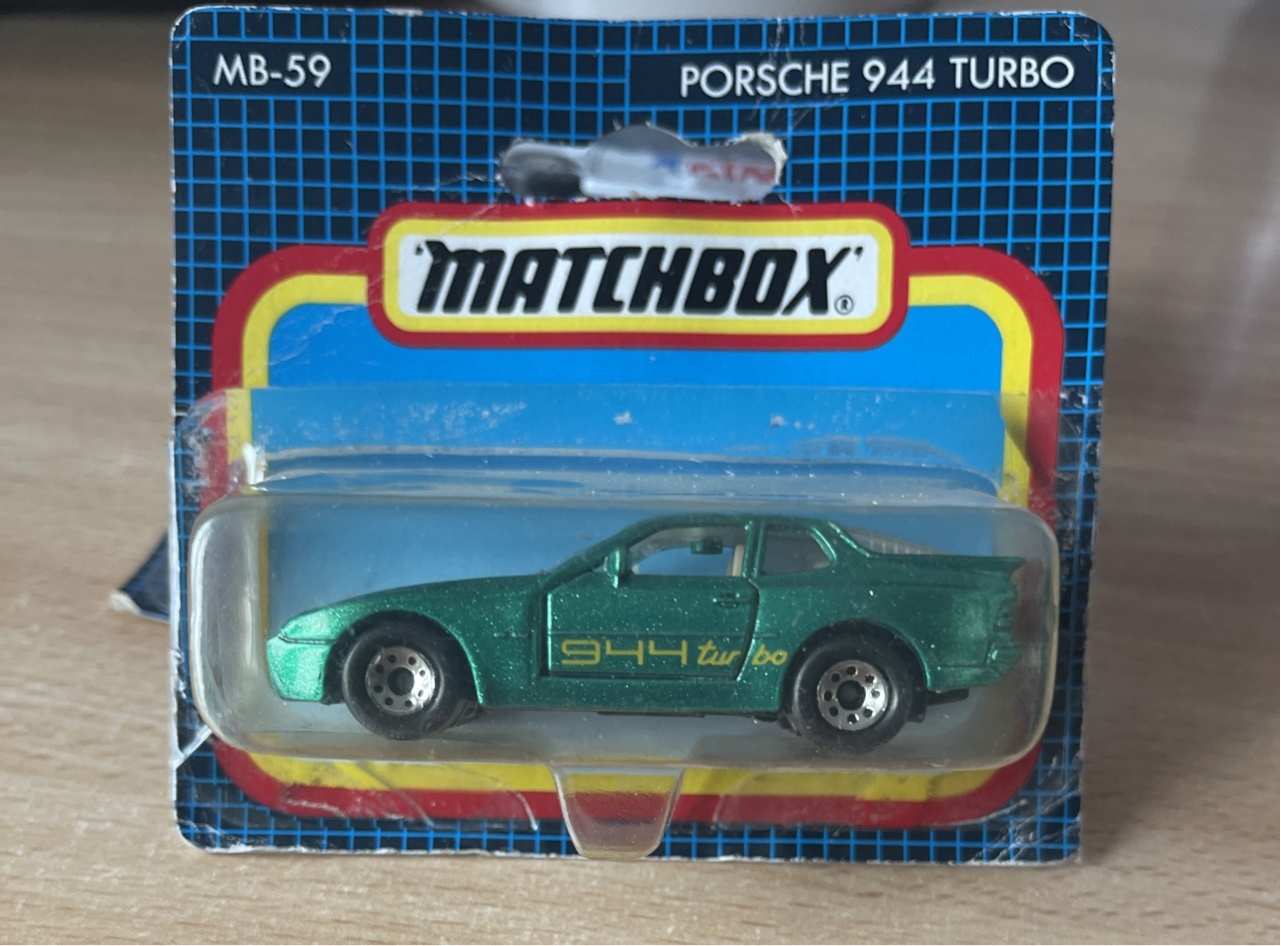 MB-59
PORSCHE 944 TURBO
'MATCHBOX'®
944 turbo